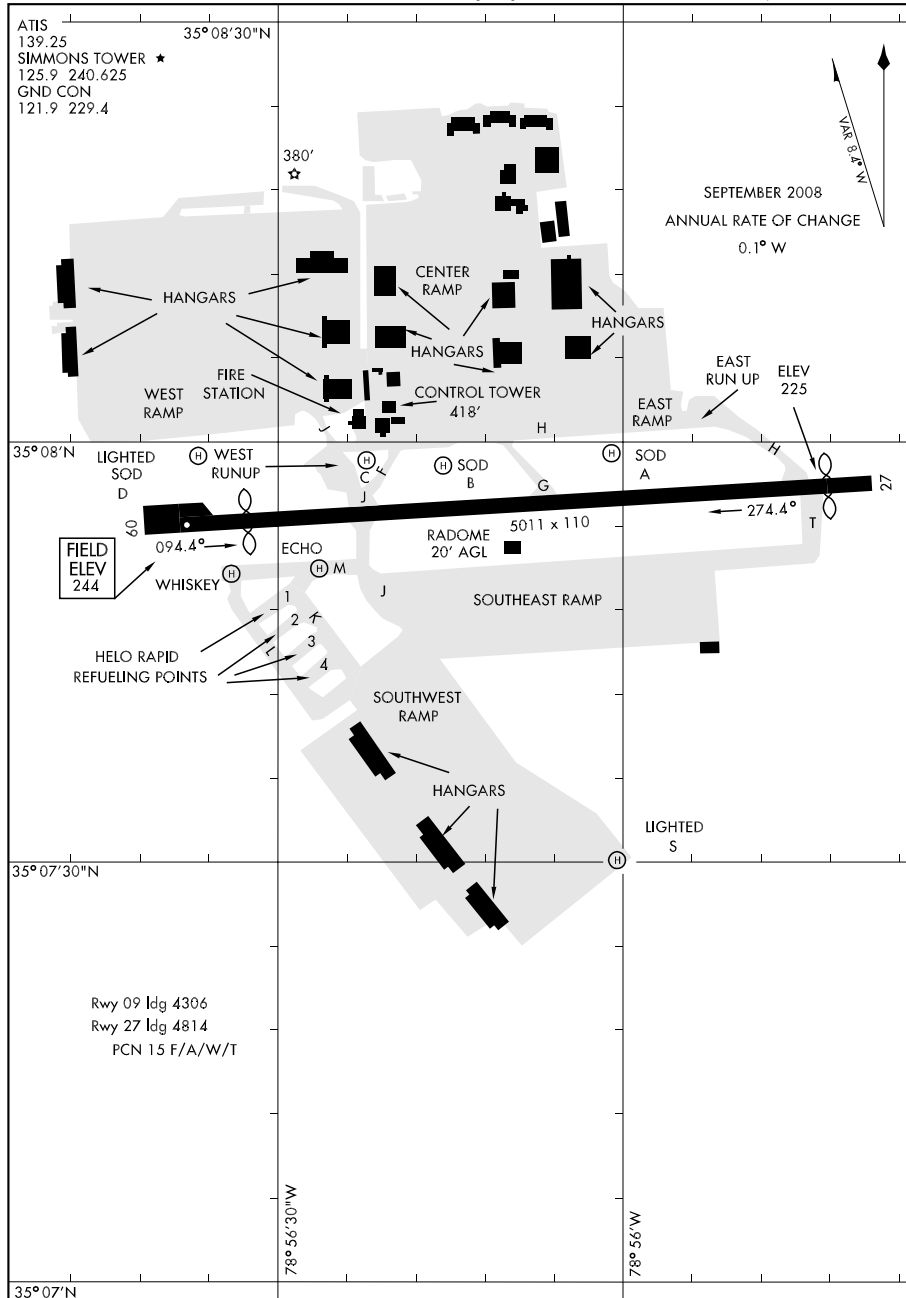 ATIS
139.25
SIMMONS TOWER ★
125.9 240.625
GND CON
121.9 229.4
35°08'30"N
VAR 8.4° W
380'
SEPTEMBER 2008
ANNUAL RATE OF CHANGE
0.1° W
CENTER
RAMP
HANGARS
HANGARS
HANGARS
FIRE
STATION
WEST
RAMP
CONTROL TOWER
418'
EAST
RUN UP
ELEV
225
EAST
RAMP
J
H
H
35°08'N
LIGHTED
SOD
D
H
WEST
RUNUP
H
C
F
J
H
SOD
B
G
H
SOD
A
27
09
5011 x 110
274.4°
T
094.4°
RADOME
20' AGL
FIELD
ELEV
244
ECHO
WHISKEY
H
H
M
J
SOUTHEAST RAMP
1
2
K
3
L
4
HELO RAPID
REFUELING POINTS
SOUTHWEST
RAMP
HANGARS
LIGHTED
S
H
35°07'30"N
Rwy 09 ldg 4306
Rwy 27 ldg 4814
PCN 15 F/A/W/T
78°56'30"W
78°56'W
35°07'N